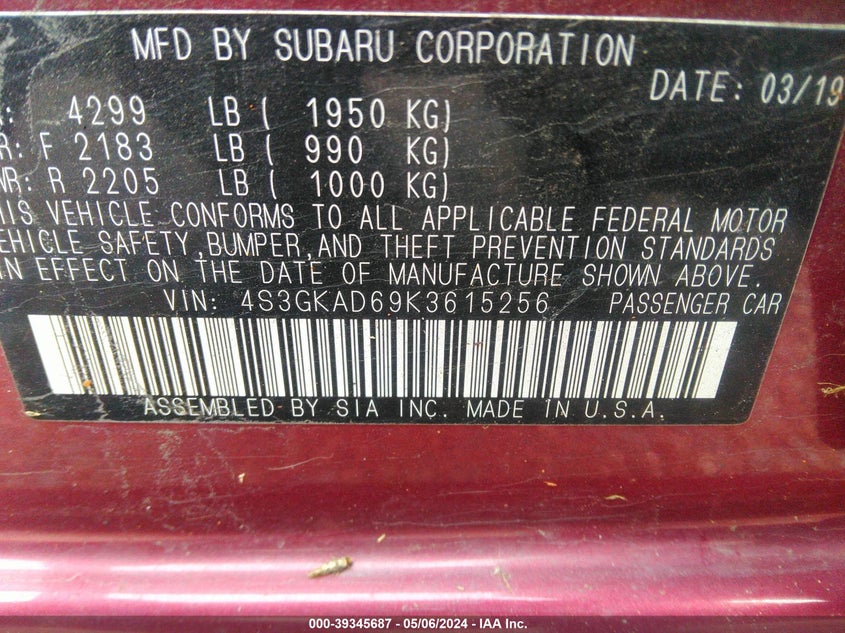 MFD BY SUBARU CORPORATION
DATE: 03/19
4299 LB ( 1950 KG)
F 2183 LB ( 990 KG)
R 2205 LB ( 1000 KG)
VEHICLE CONFORMS TO ALL APPLICABLE FEDERAL MOTOR
SAFETY,BUMPER,AND THEFT PREVENTION STANDARDS
EFFECT ON THE DATE OF MANUFACTURE SHOWN ABOVE.
VIN: 4S3GKAD69K3615256 PASSENGER CAR
ASSEMBLED BY SIA INC. MADE IN U.S.A.
000-39345687 - 05/06/2024 - IAA Inc.